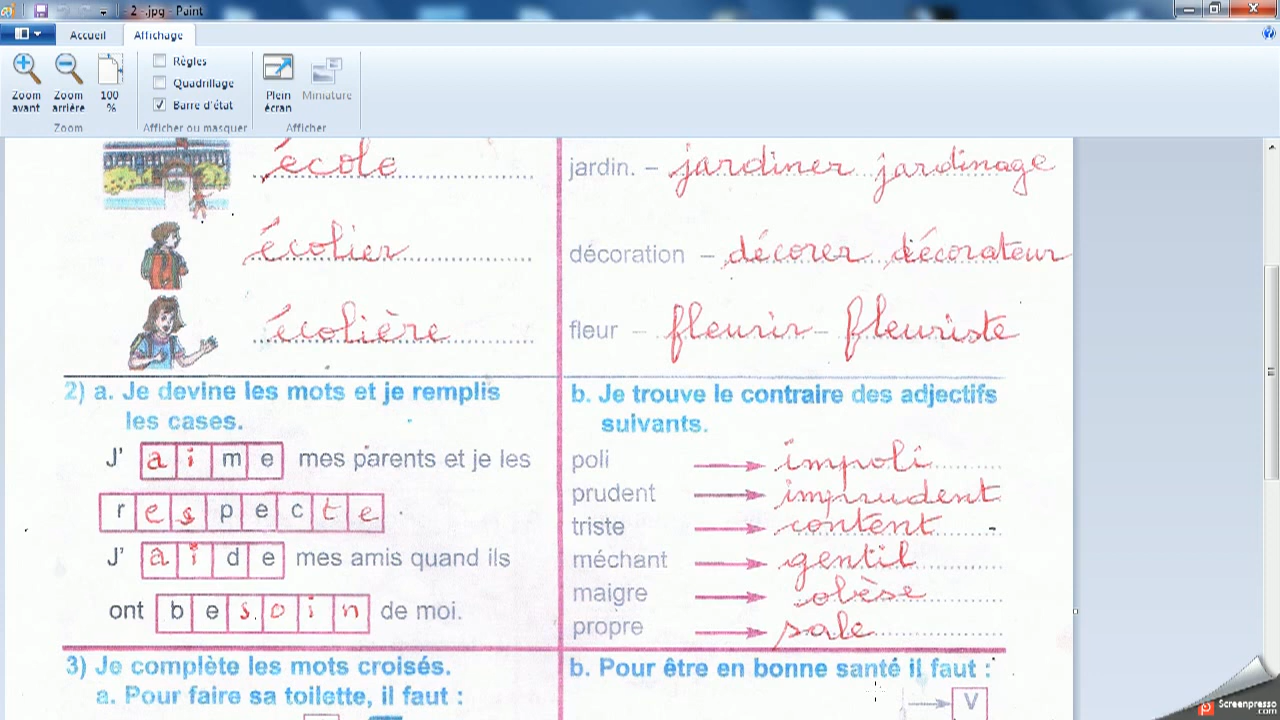 - 2 -.jpg - Paint
Accueil
Affichage
Zoom avant
Zoom arrière
100 %
Zoom
Règles
Quadrillage
Barre d'état
Afficher ou masquer
Plein écran
Miniature
Afficher
école
écolier
écolière
jardin. – jardiner jardinage
décoration – décorer décorateur
fleur – fleurir – fleuriste
2) a. Je devine les mots et je remplis
les cases.
J' aime mes parents et je les
respecte .
J' aide mes amis quand ils
ont besoin de moi.
b. Je trouve le contraire des adjectifs
suivants.
poli impoli
prudent imprudent
triste content
méchant gentil
maigre obèse
propre sale
3) Je complète les mots croisés.
a. Pour faire sa toilette, il faut :
b. Pour être en bonne santé il faut :
V
Screenpresso
.com